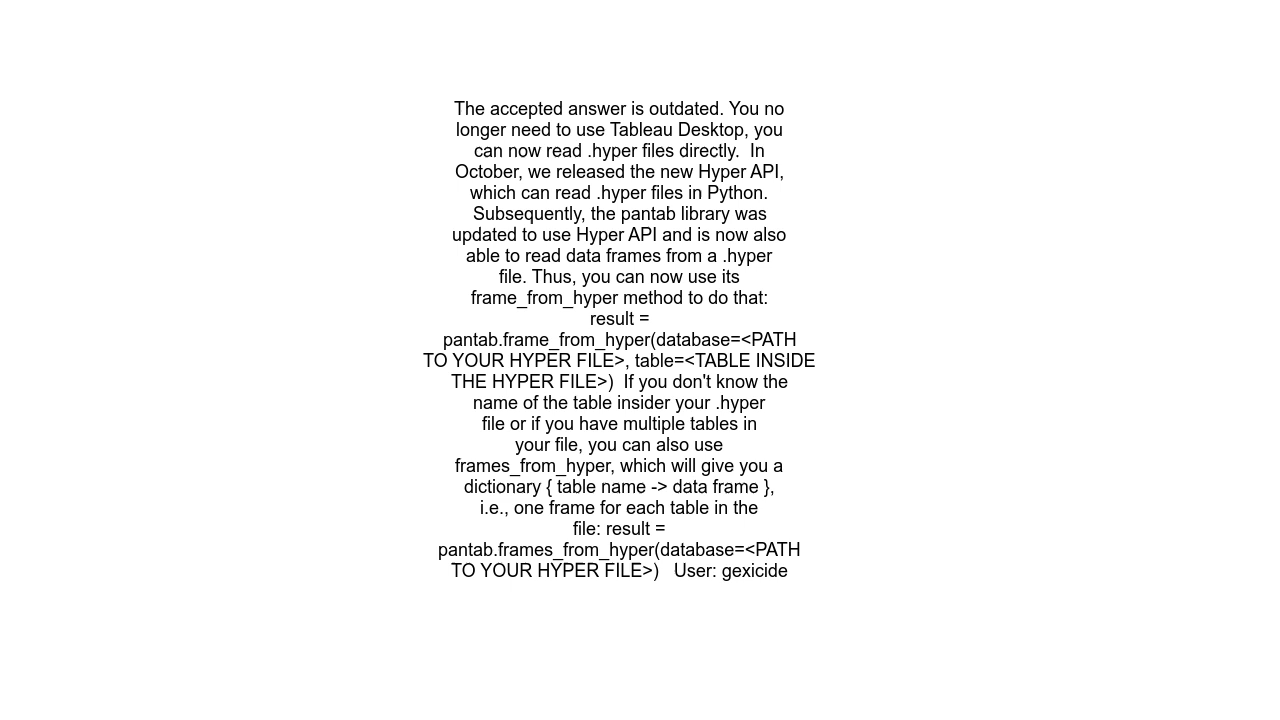 The accepted answer is outdated. You no
longer need to use Tableau Desktop, you
can now read .hyper files directly.  In
October, we released the new Hyper API,
which can read .hyper files in Python.
Subsequently, the pantab library was
updated to use Hyper API and is now also
able to read data frames from a .hyper
file. Thus, you can now use its
frame_from_hyper method to do that:
result =
pantab.frame_from_hyper(database=<PATH
TO YOUR HYPER FILE>, table=<TABLE INSIDE
THE HYPER FILE>)  If you don't know the
name of the table insider your .hyper
file or if you have multiple tables in
your file, you can also use
frames_from_hyper, which will give you a
dictionary { table name -> data frame },
i.e., one frame for each table in the
file: result =
pantab.frames_from_hyper(database=<PATH
TO YOUR HYPER FILE>)   User: gexicide